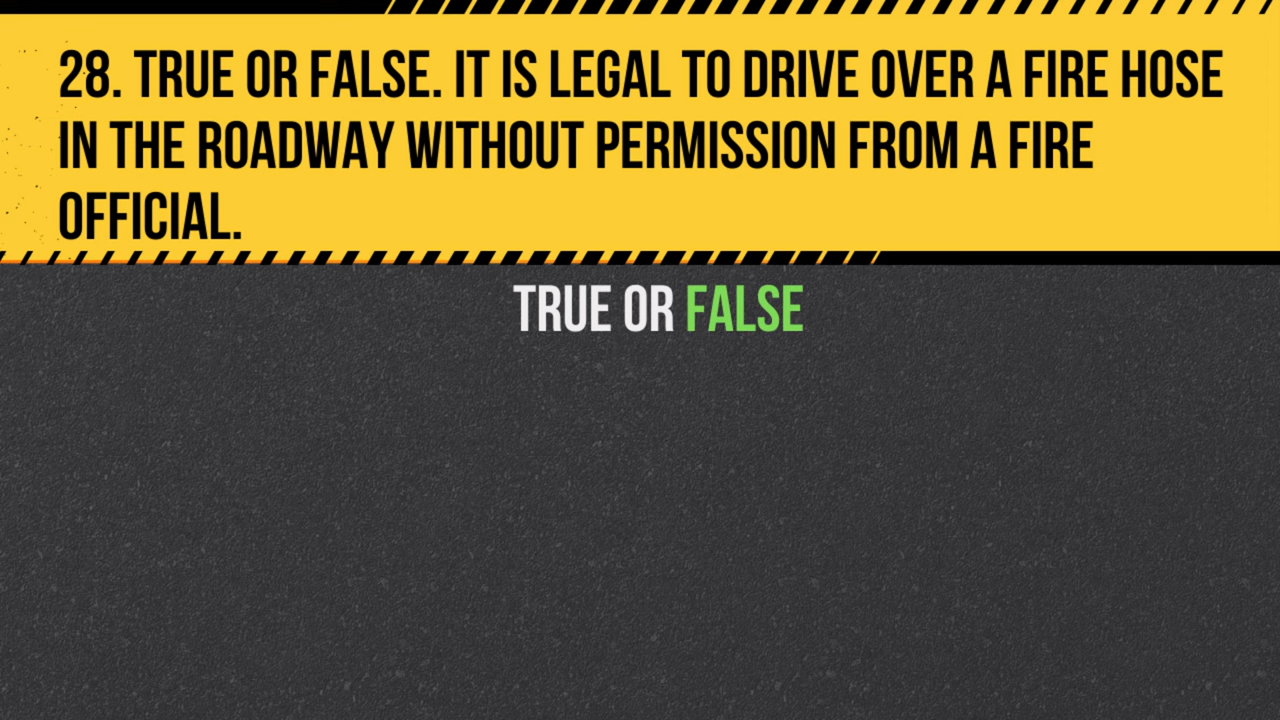 28. TRUE OR FALSE. IT IS LEGAL TO DRIVE OVER A FIRE HOSE
IN THE ROADWAY WITHOUT PERMISSION FROM A FIRE
OFFICIAL.
TRUE OR FALSE